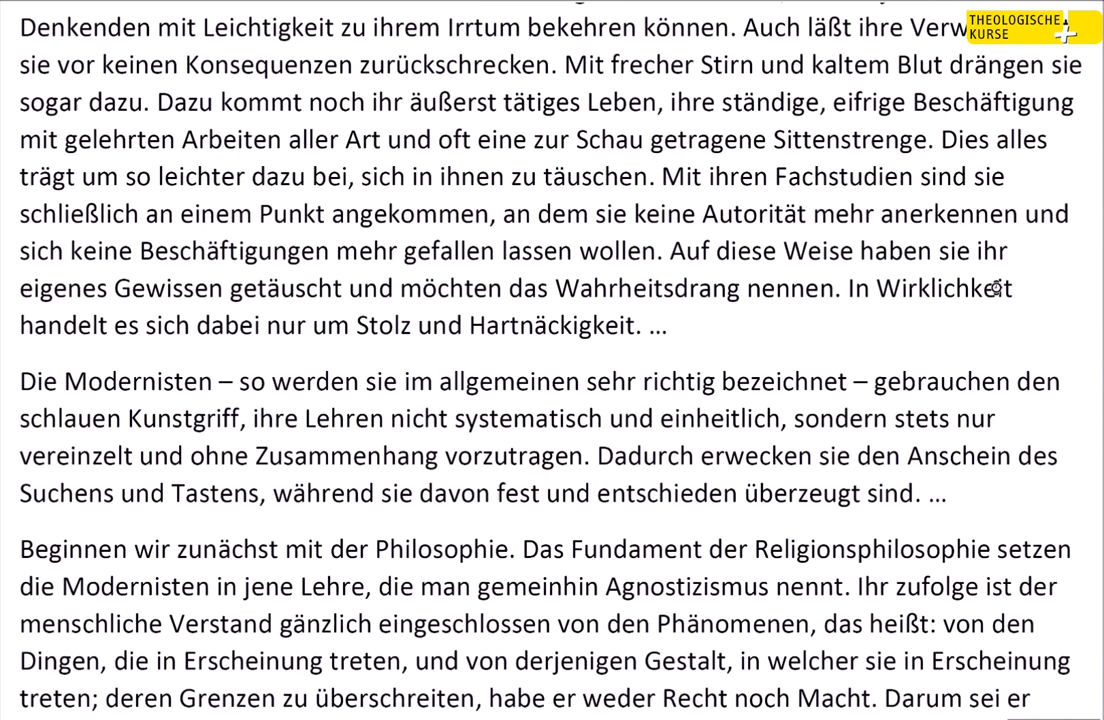 Denkenden mit Leichtigkeit zu ihrem Irrtum bekehren können. Auch läßt ihre
THEOLOGISCHE
KURSE
sie vor keinen Konsequenzen zurückschrecken. Mit frecher Stirn und kaltem Blut drängen sie
sogar dazu. Dazu kommt noch ihr äußerst tätiges Leben, ihre ständige, eifrige Beschäftigung
mit gelehrten Arbeiten aller Art und oft eine zur Schau getragene Sittenstrenge. Dies alles
trägt um so leichter dazu bei, sich in ihnen zu täuschen. Mit ihren Fachstudien sind sie
schließlich an einem Punkt angekommen, an dem sie keine Autorität mehr anerkennen und
sich keine Beschäftigungen mehr gefallen lassen wollen. Auf diese Weise haben sie ihr
eigenes Gewissen getäuscht und möchten das Wahrheitsdrang nennen. In Wirklichkeit
handelt es sich dabei nur um Stolz und Hartnäckigkeit. ...
Die Modernisten – so werden sie im allgemeinen sehr richtig bezeichnet – gebrauchen den
schlauen Kunstgriff, ihre Lehren nicht systematisch und einheitlich, sondern stets nur
vereinzelt und ohne Zusammenhang vorzutragen. Dadurch erwecken sie den Anschein des
Suchens und Tastens, während sie davon fest und entschieden überzeugt sind. ...
Beginnen wir zunächst mit der Philosophie. Das Fundament der Religionsphilosophie setzen
die Modernisten in jene Lehre, die man gemeinhin Agnostizismus nennt. Ihr zufolge ist der
menschliche Verstand gänzlich eingeschlossen von den Phänomenen, das heißt: von den
Dingen, die in Erscheinung treten, und von derjenigen Gestalt, in welcher sie in Erscheinung
treten; deren Grenzen zu überschreiten, habe er weder Recht noch Macht. Darum sei er